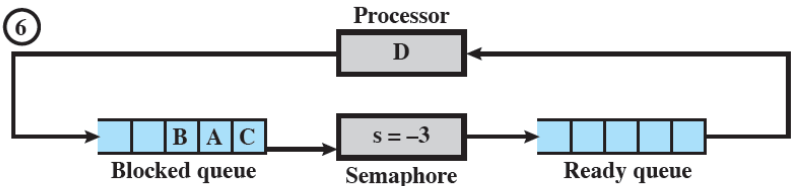 6
Processor
D
B A C
s = –3
Blocked queue
Semaphore
Ready queue